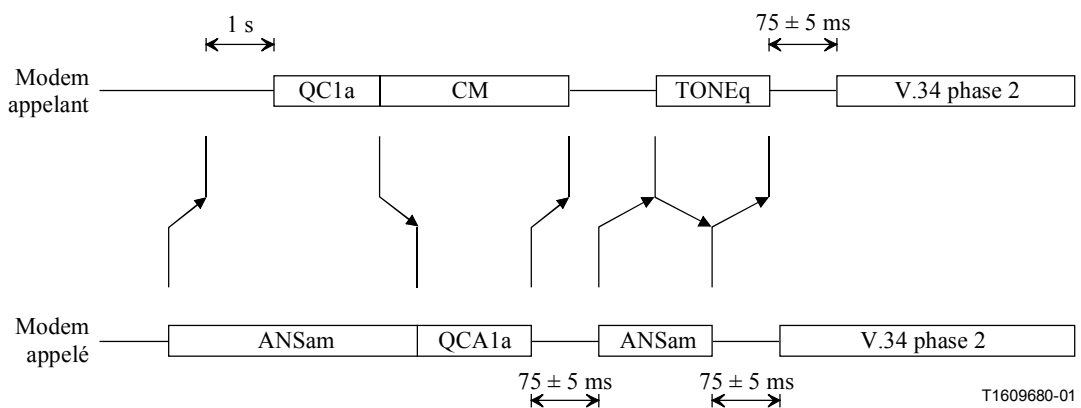 1 s
75 ± 5 ms
Modem
appelant
QC1a
CM
TONEq
V.34 phase 2
Modem
appelé
ANSam
QCA1a
ANSam
V.34 phase 2
75 ± 5 ms
75 ± 5 ms
T1609680-01